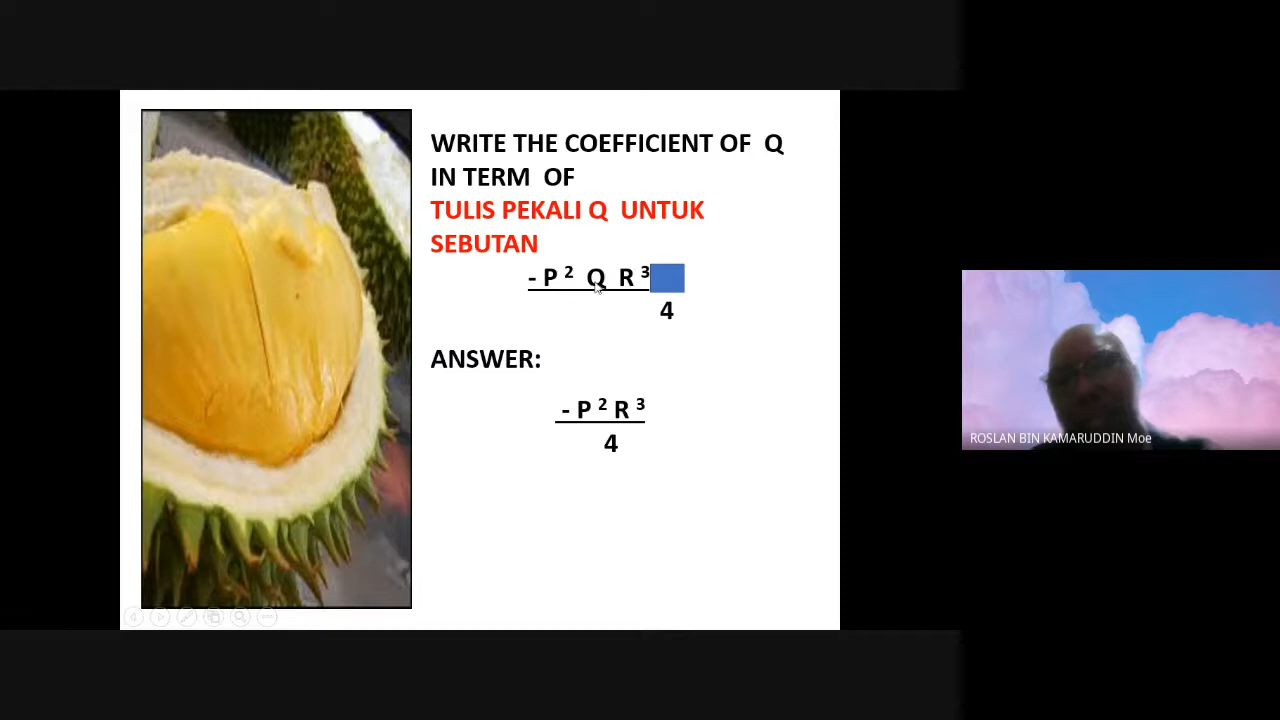 WRITE THE COEFFICIENT OF Q
IN TERM OF
TULIS PEKALI Q UNTUK
SEBUTAN
- P ² Q R ³
4
ANSWER:
- P ² R ³
4
ROSLAN BIN KAMARUDDIN Moe